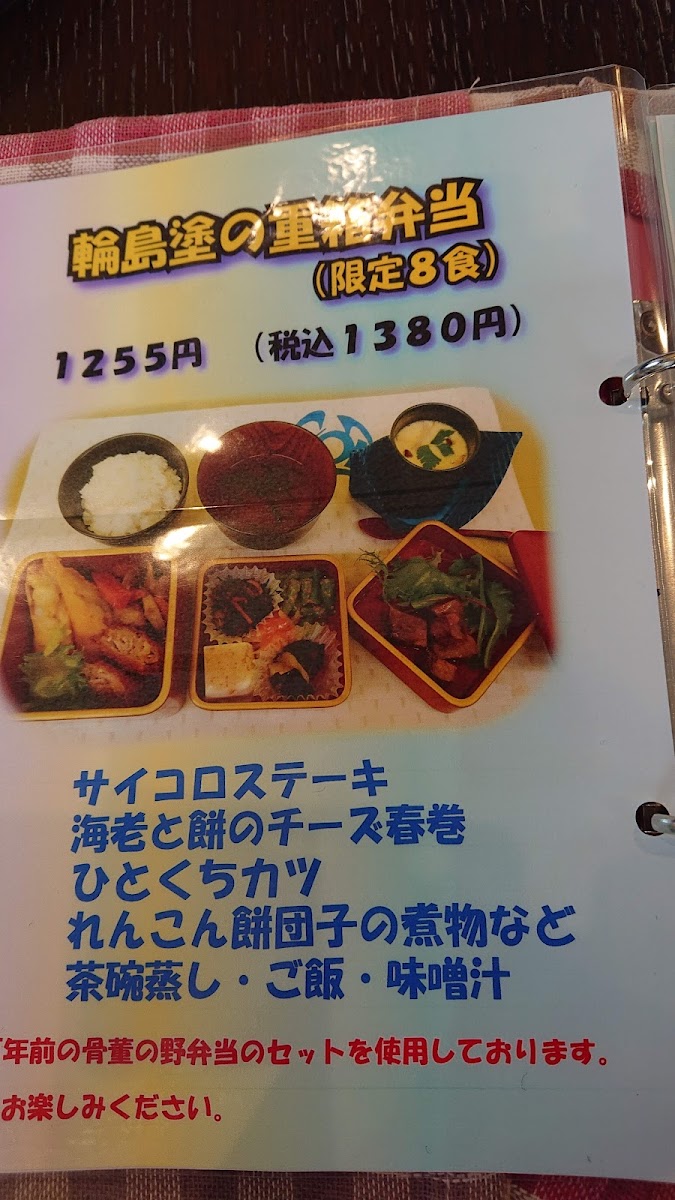 輪島塗の重箱弁当
（限定８食）
１２５５円　（税込１３８０円）
サイコロステーキ
海老と餅のチーズ春巻
ひとくちカツ
れんこん餅団子の煮物など
茶碗蒸し・ご飯・味噌汁
年前の骨董の野弁当のセットを使用しております。
お楽しみください。